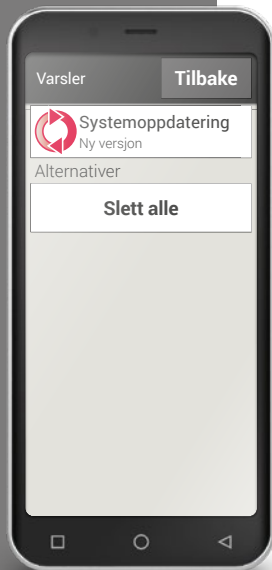 Varsler Tilbake
Systemoppdatering
Ny versjon
Alternativer
Slett alle